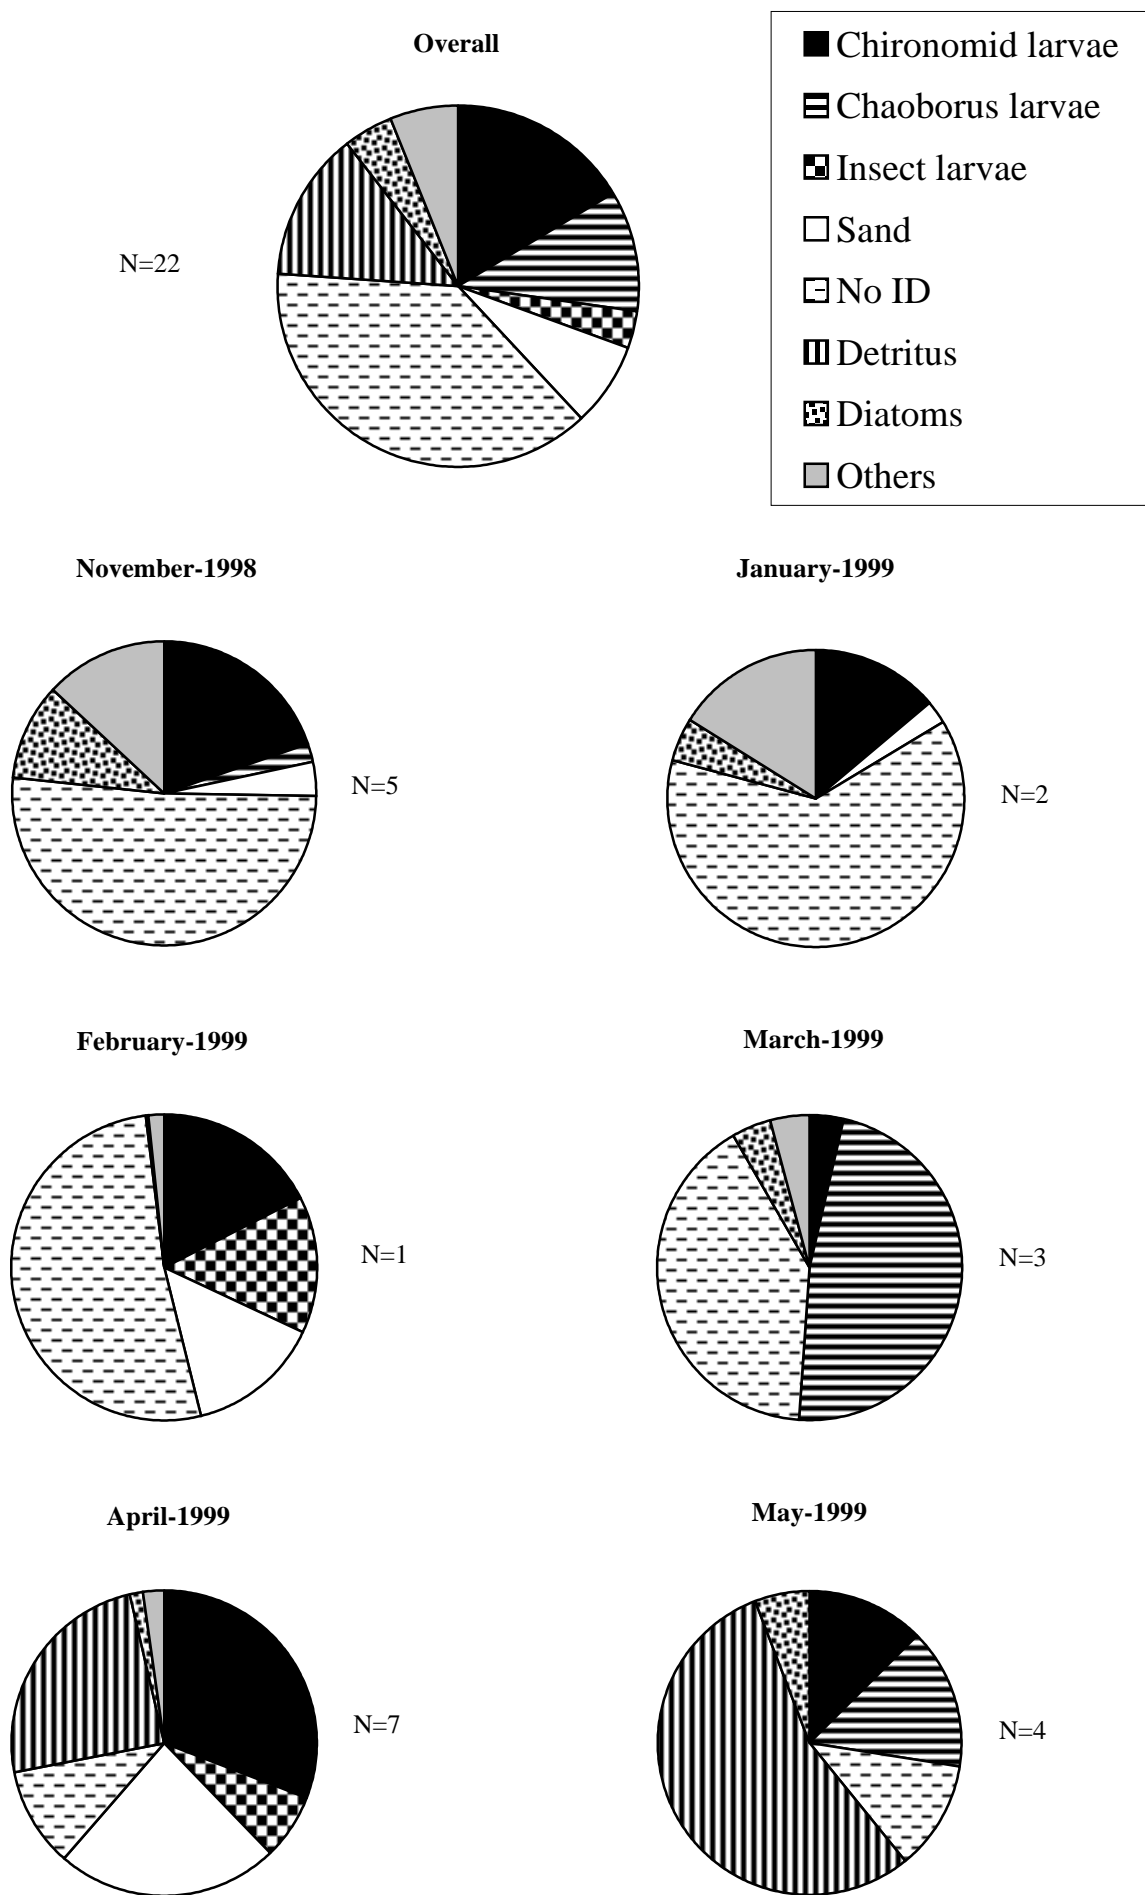 Overall
Chironomid larvae
Chaoborus larvae
Insect larvae
Sand
No ID
Detritus
Diatoms
Others
N=22
November-1998
January-1999
N=5
N=2
February-1999
March-1999
N=1
N=3
April-1999
May-1999
N=7
N=4